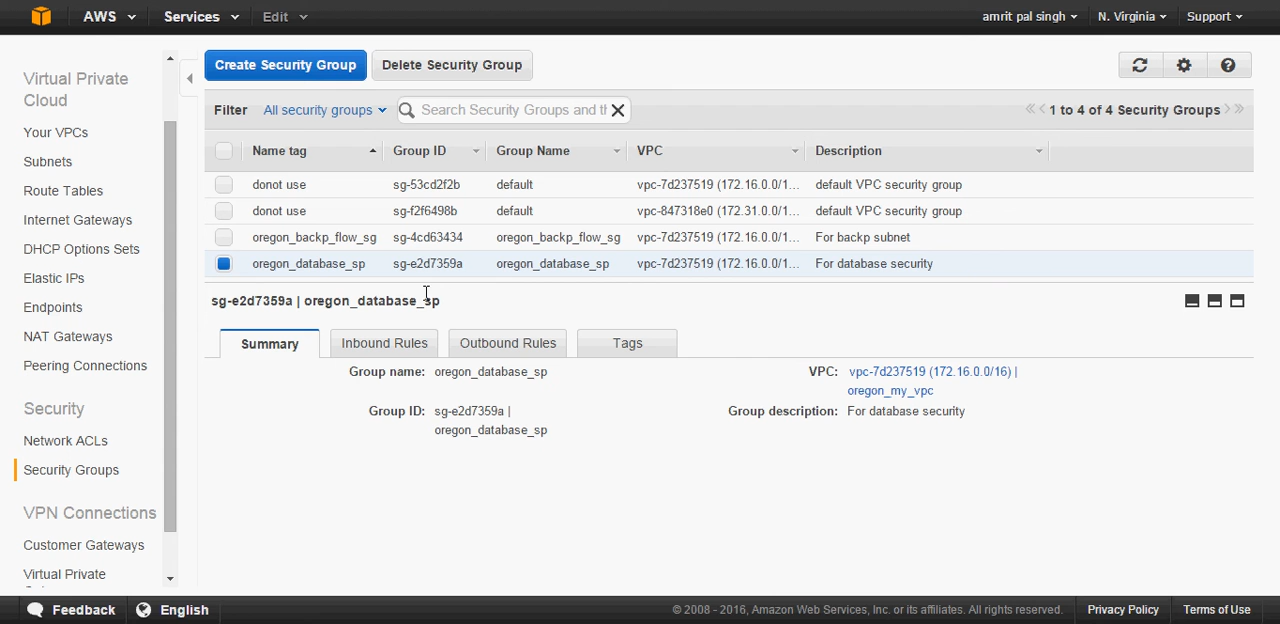 AWS Services Edit amrit pal singh N. Virginia Support
Virtual Private
Cloud
Your VPCs
Subnets
Route Tables
Internet Gateways
DHCP Options Sets
Elastic IPs
Endpoints
NAT Gateways
Peering Connections
Security
Network ACLs
Security Groups
VPN Connections
Customer Gateways
Virtual Private
Create Security Group Delete Security Group
Filter All security groups Search Security Groups and th 1 to 4 of 4 Security Groups
Name tag Group ID Group Name VPC Description
donot use sg-53cd2f2b default vpc-7d237519 (172.16.0.0/1... default VPC security group
donot use sg-f2f6498b default vpc-847318e0 (172.31.0.0/1... default VPC security group
oregon_backp_flow_sg sg-4cd63434 oregon_backp_flow_sg vpc-7d237519 (172.16.0.0/1... For backp subnet
oregon_database_sp sg-e2d7359a oregon_database_sp vpc-7d237519 (172.16.0.0/1... For database security
sg-e2d7359a | oregon_database_sp
Summary Inbound Rules Outbound Rules Tags
Group name: oregon_database_sp VPC: vpc-7d237519 (172.16.0.0/16) |
oregon_my_vpc
Group ID: sg-e2d7359a | Group description: For database security
oregon_database_sp
Feedback English © 2008 - 2016, Amazon Web Services, Inc. or its affiliates. All rights reserved. Privacy Policy Terms of Use